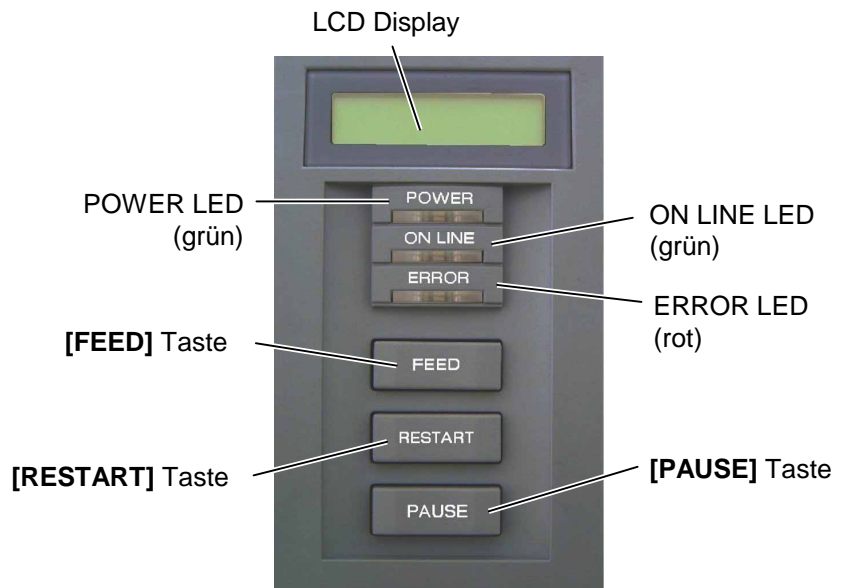 LCD Display
POWER
POWER LED
(grün)
ON LINE
ON LINE LED
(grün)
ERROR
ERROR LED
(rot)
[FEED] Taste
FEED
RESTART
[RESTART] Taste
[PAUSE] Taste
PAUSE